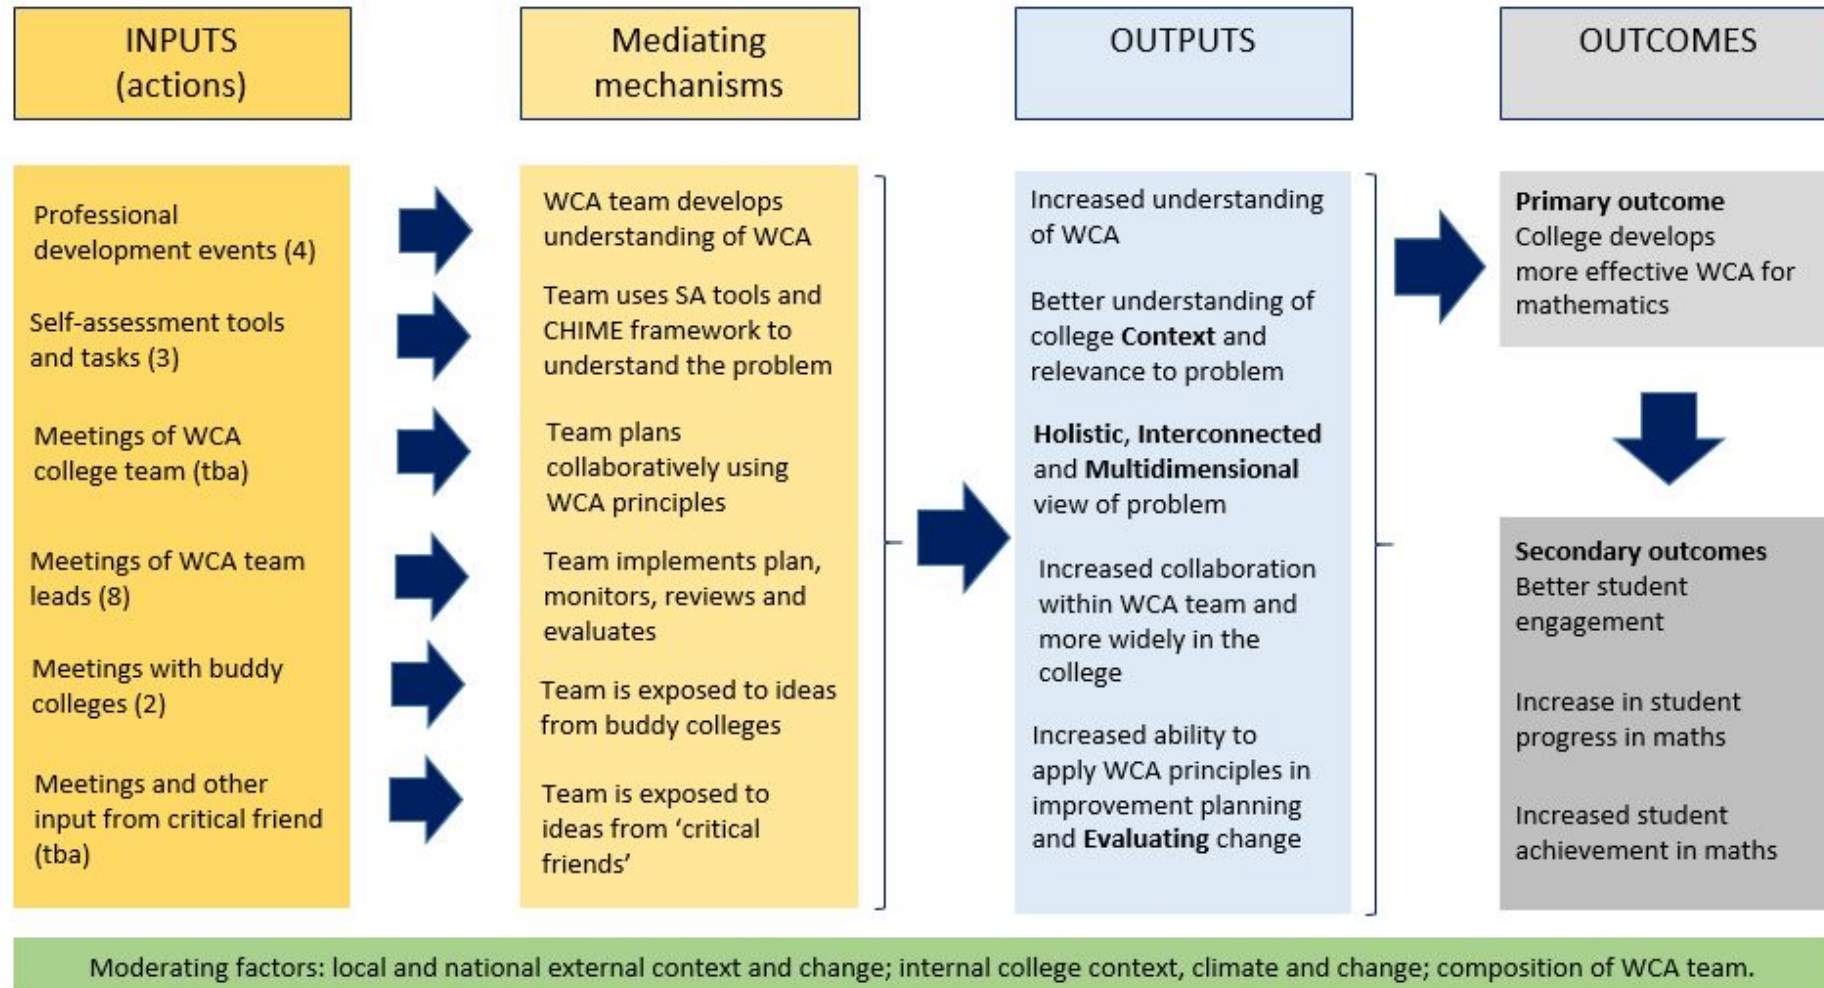 INPUTS
(actions)
Mediating
mechanisms
OUTPUTS
OUTCOMES
Professional
development events (4)
Self-assessment tools
and tasks (3)
Meetings of WCA
college team (tba)
Meetings of WCA team
leads (8)
Meetings with buddy
colleges (2)
Meetings and other
input from critical friend
(tba)
WCA team develops
understanding of WCA
Team uses SA tools and
CHIME framework to
understand the problem
Team plans
collaboratively using
WCA principles
Team implements plan,
monitors, reviews and
evaluates
Team is exposed to ideas
from buddy colleges
Team is exposed to
ideas from ‘critical
friends’
Increased understanding
of WCA
Better understanding of
college Context and
relevance to problem
Holistic, Interconnected
and Multidimensional
view of problem
Increased collaboration
within WCA team and
more widely in the
college
Increased ability to
apply WCA principles in
improvement planning
and Evaluating change
Primary outcome
College develops
more effective WCA for
mathematics
Secondary outcomes
Better student
engagement
Increase in student
progress in maths
Increased student
achievement in maths
Moderating factors: local and national external context and change; internal college context, climate and change; composition of WCA team.